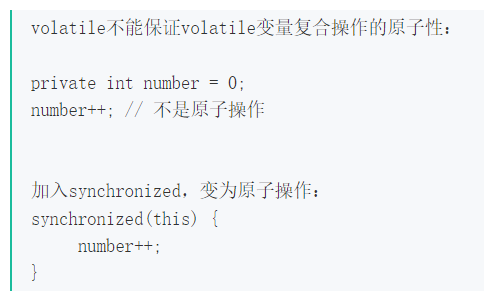 volatile不能保证volatile变量复合操作的原子性：
private int number = 0;
number++; // 不是原子操作
加入synchronized，变为原子操作：
synchronized(this) {
number++;
}